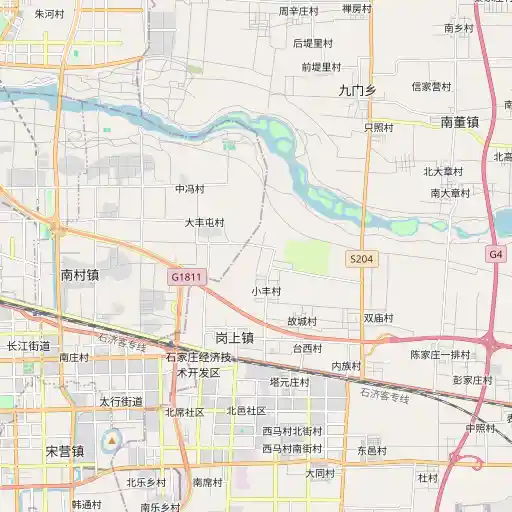 周辛庄村
禅房村
朱河村
南乡村
后堤里村
前堤里村
信家营村
九门乡
只照村
南董镇
北大章村
中冯村
南大章村
大丰屯村
S204
G4
南村镇
G1811
小丰村
故城村
双庙村
岗上镇
长江街道
石济客专线
台西村
南庄村
石家庄经济技
术开发区
陈家庄一排村
内族村
塔元庄村
彭家庄村
石济客专线
太行街道
北席社区
北邑社区
中照村
西马村北街村
宋营镇
西马村南街村
东邑村
大同村
杜村
北乐乡村
南席村
韩通村
南乐乡村